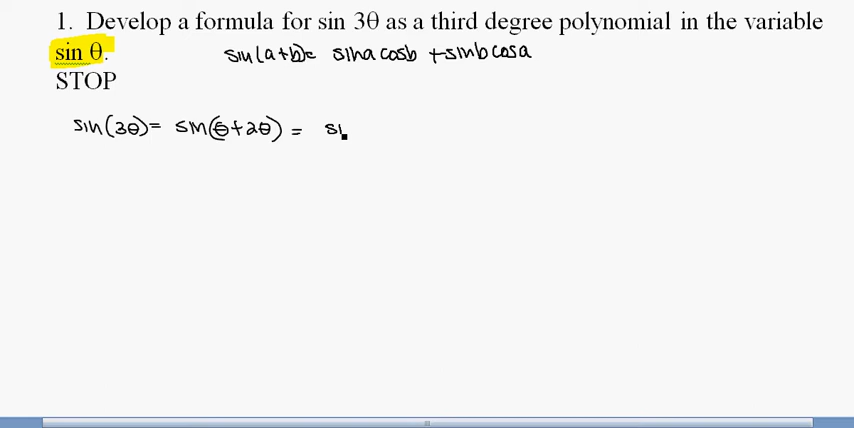 1. Develop a formula for sin 3θ as a third degree polynomial in the variable
sin θ. sin(a+b)= sina cosb + sinb cosa
STOP
sin(3θ)= sin(θ+2θ) = si